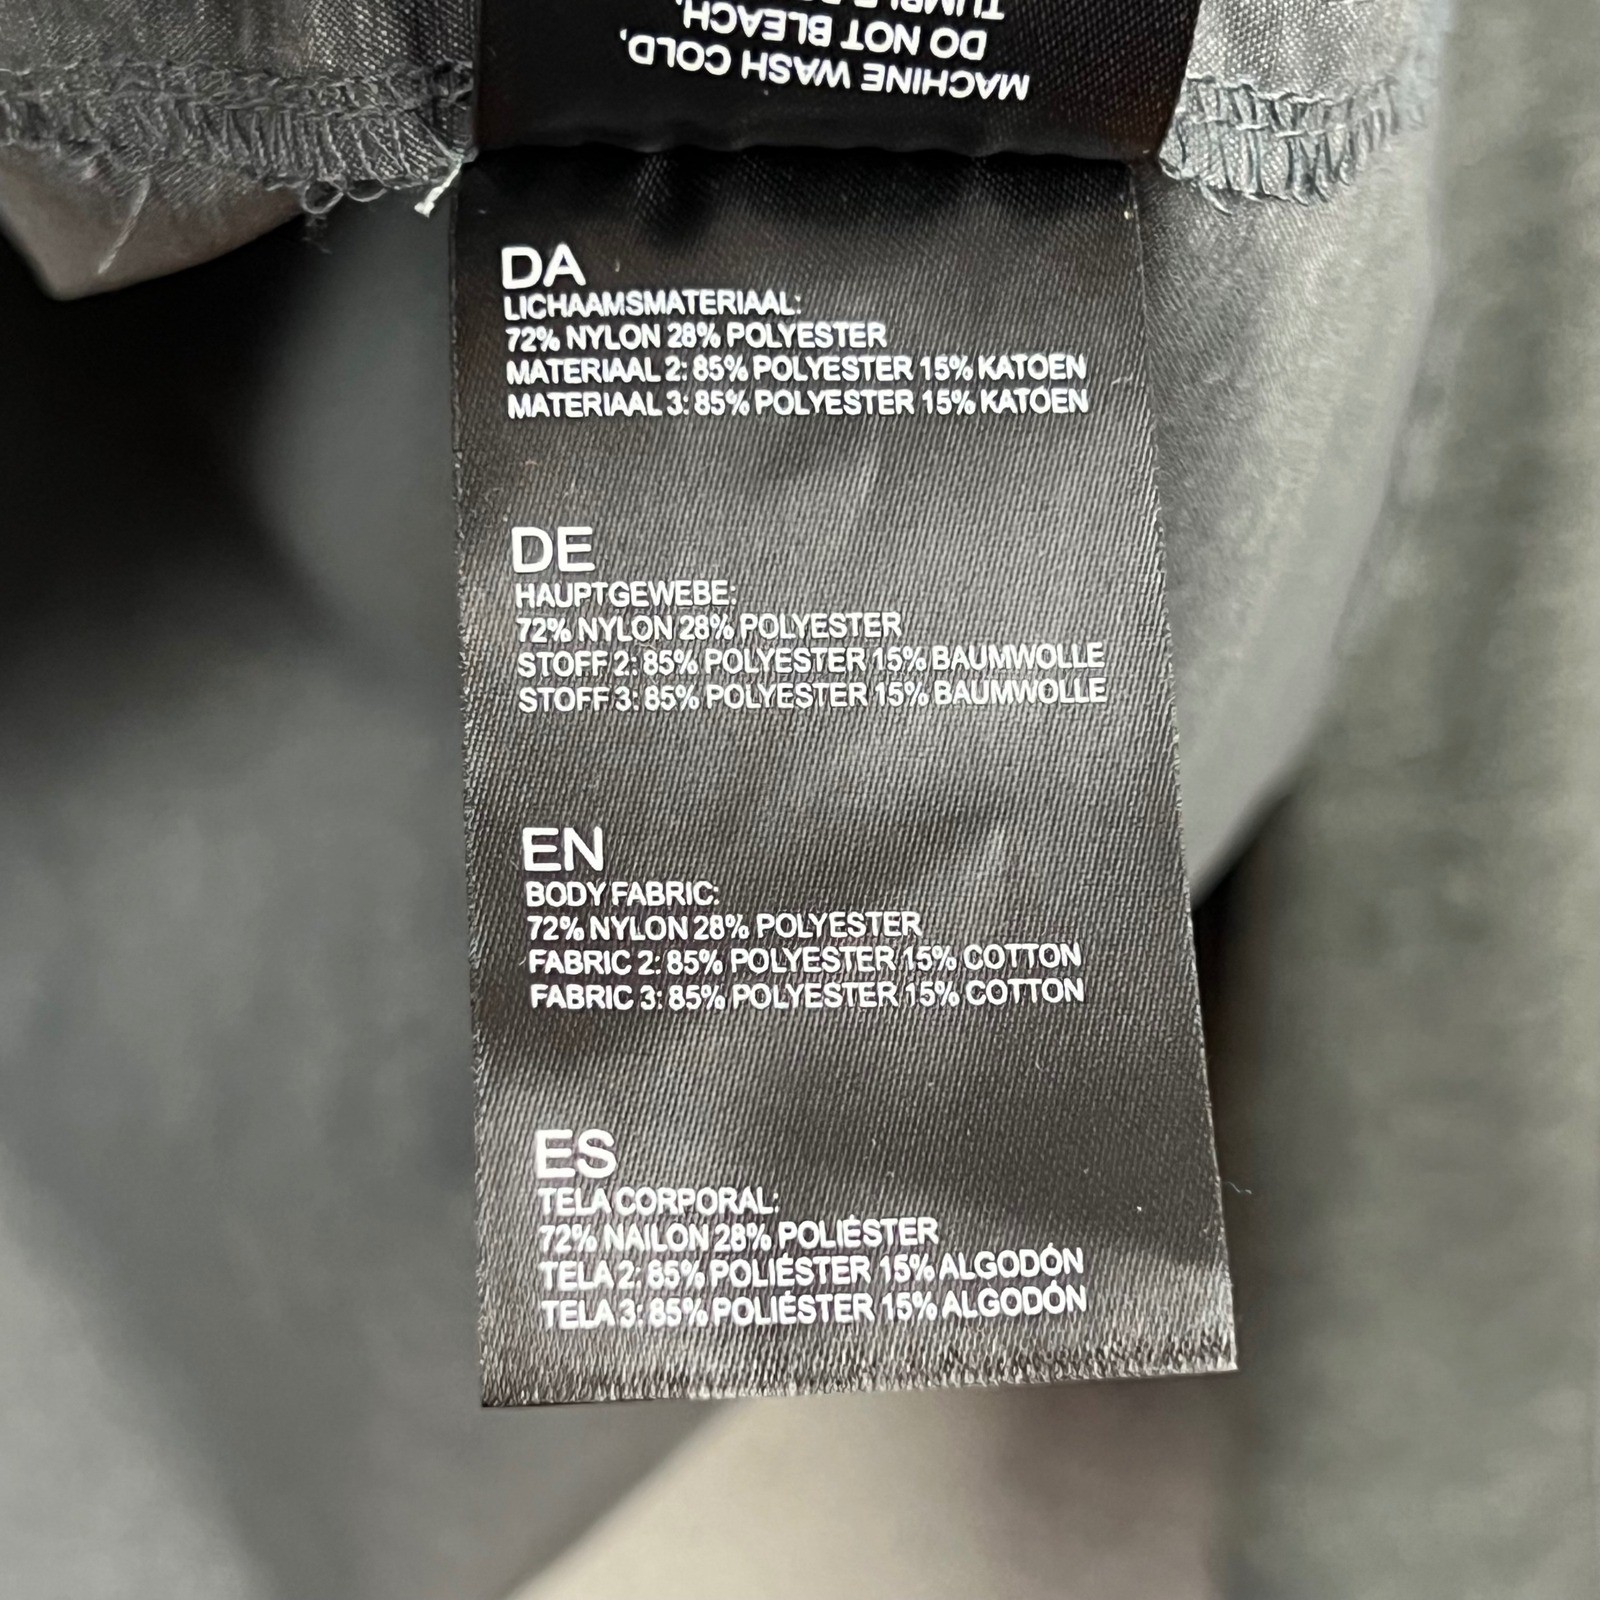 MACHINE WASH COLD,
DO NOT BLEACH,
DA
LICHAAMSMATERIAAL:
72% NYLON 28% POLYESTER
MATERIAAL 2: 85% POLYESTER 15% KATOEN
MATERIAAL 3: 85% POLYESTER 15% KATOEN
DE
HAUPTGEWEBE:
72% NYLON 28% POLYESTER
STOFF 2: 85% POLYESTER 15% BAUMWOLLE
STOFF 3: 85% POLYESTER 15% BAUMWOLLE
EN
BODY FABRIC:
72% NYLON 28% POLYESTER
FABRIC 2: 85% POLYESTER 15% COTTON
FABRIC 3: 85% POLYESTER 15% COTTON
ES
TELA CORPORAL:
72% NAILON 28% POLIÉSTER
TELA 2: 85% POLIÉSTER 15% ALGODÓN
TELA 3: 85% POLIÉSTER 15% ALGODÓN